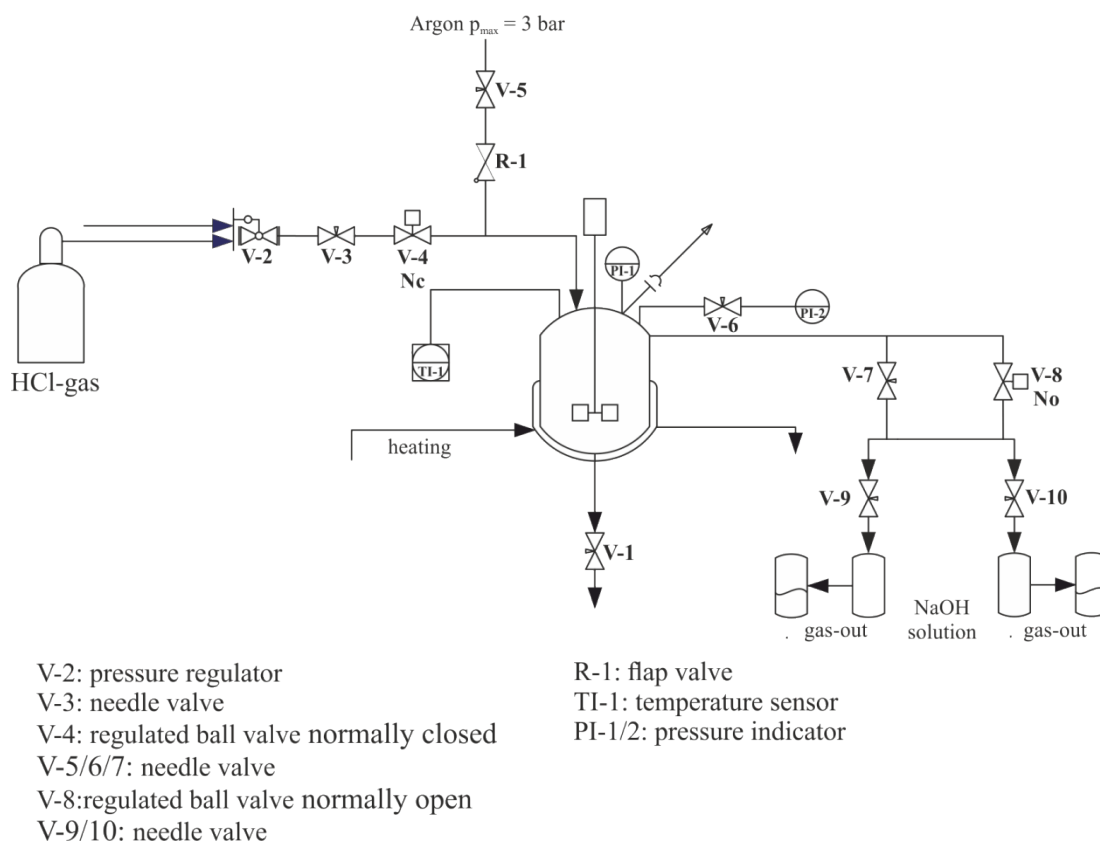 Argon pmax = 3 bar
V-5
R-1
V-2
V-3
V-4
Nc
HCl-gas
TI-1
PI-1
V-6
PI-2
V-7
V-8
No
heating
V-9
V-10
V-1
. gas-out
NaOH
solution
. gas-out
V-2: pressure regulator
V-3: needle valve
V-4: regulated ball valve normally closed
V-5/6/7: needle valve
V-8:regulated ball valve normally open
V-9/10: needle valve
R-1: flap valve
TI-1: temperature sensor
PI-1/2: pressure indicator